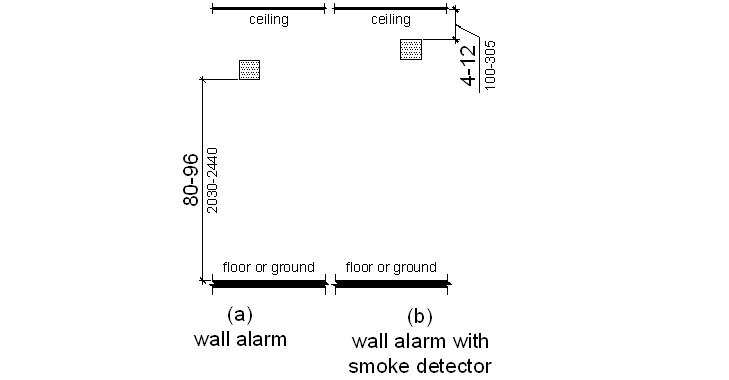 ceiling
ceiling
4-12
100-305
80-96
2030-2440
floor or ground
floor or ground
(a)
wall alarm
(b)
wall alarm with
smoke detector